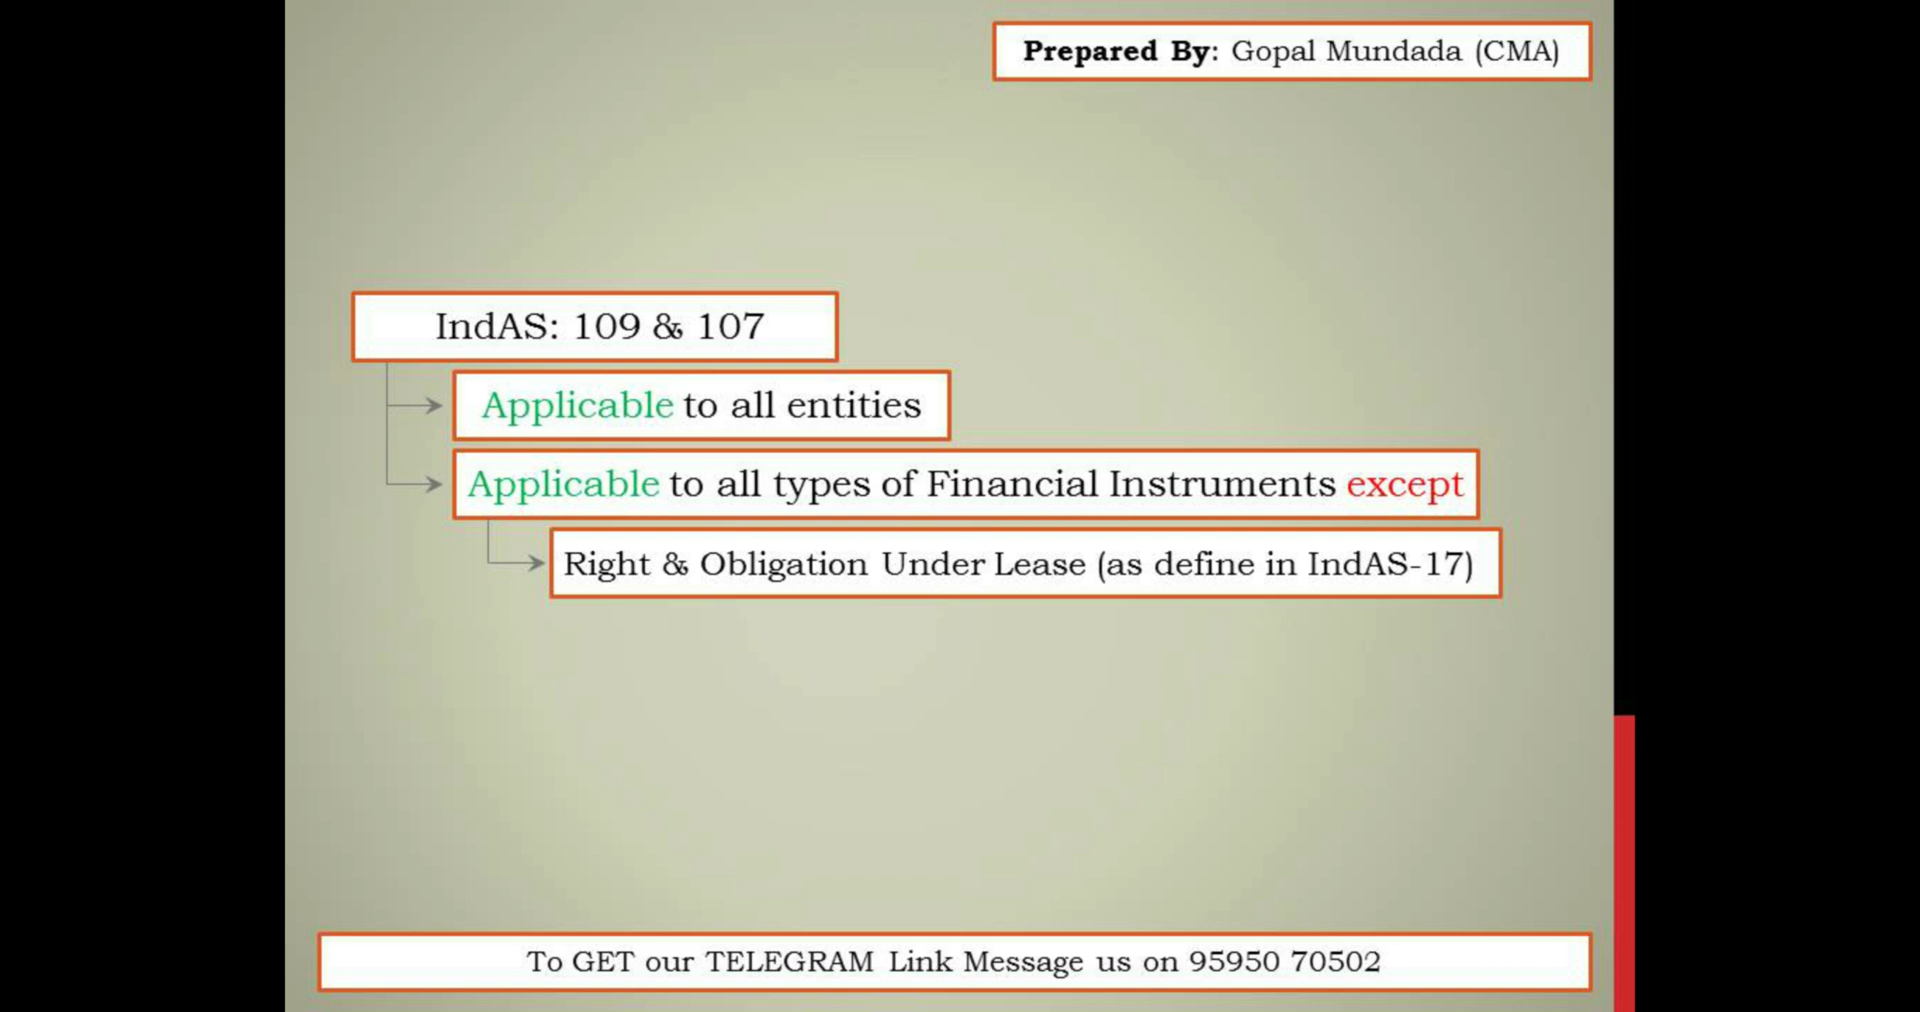 Prepared By: Gopal Mundada (CMA)
IndAS: 109 & 107
Applicable to all entities
Applicable to all types of Financial Instruments except
Right & Obligation Under Lease (as define in IndAS-17)
To GET our TELEGRAM Link Message us on 95950 70502